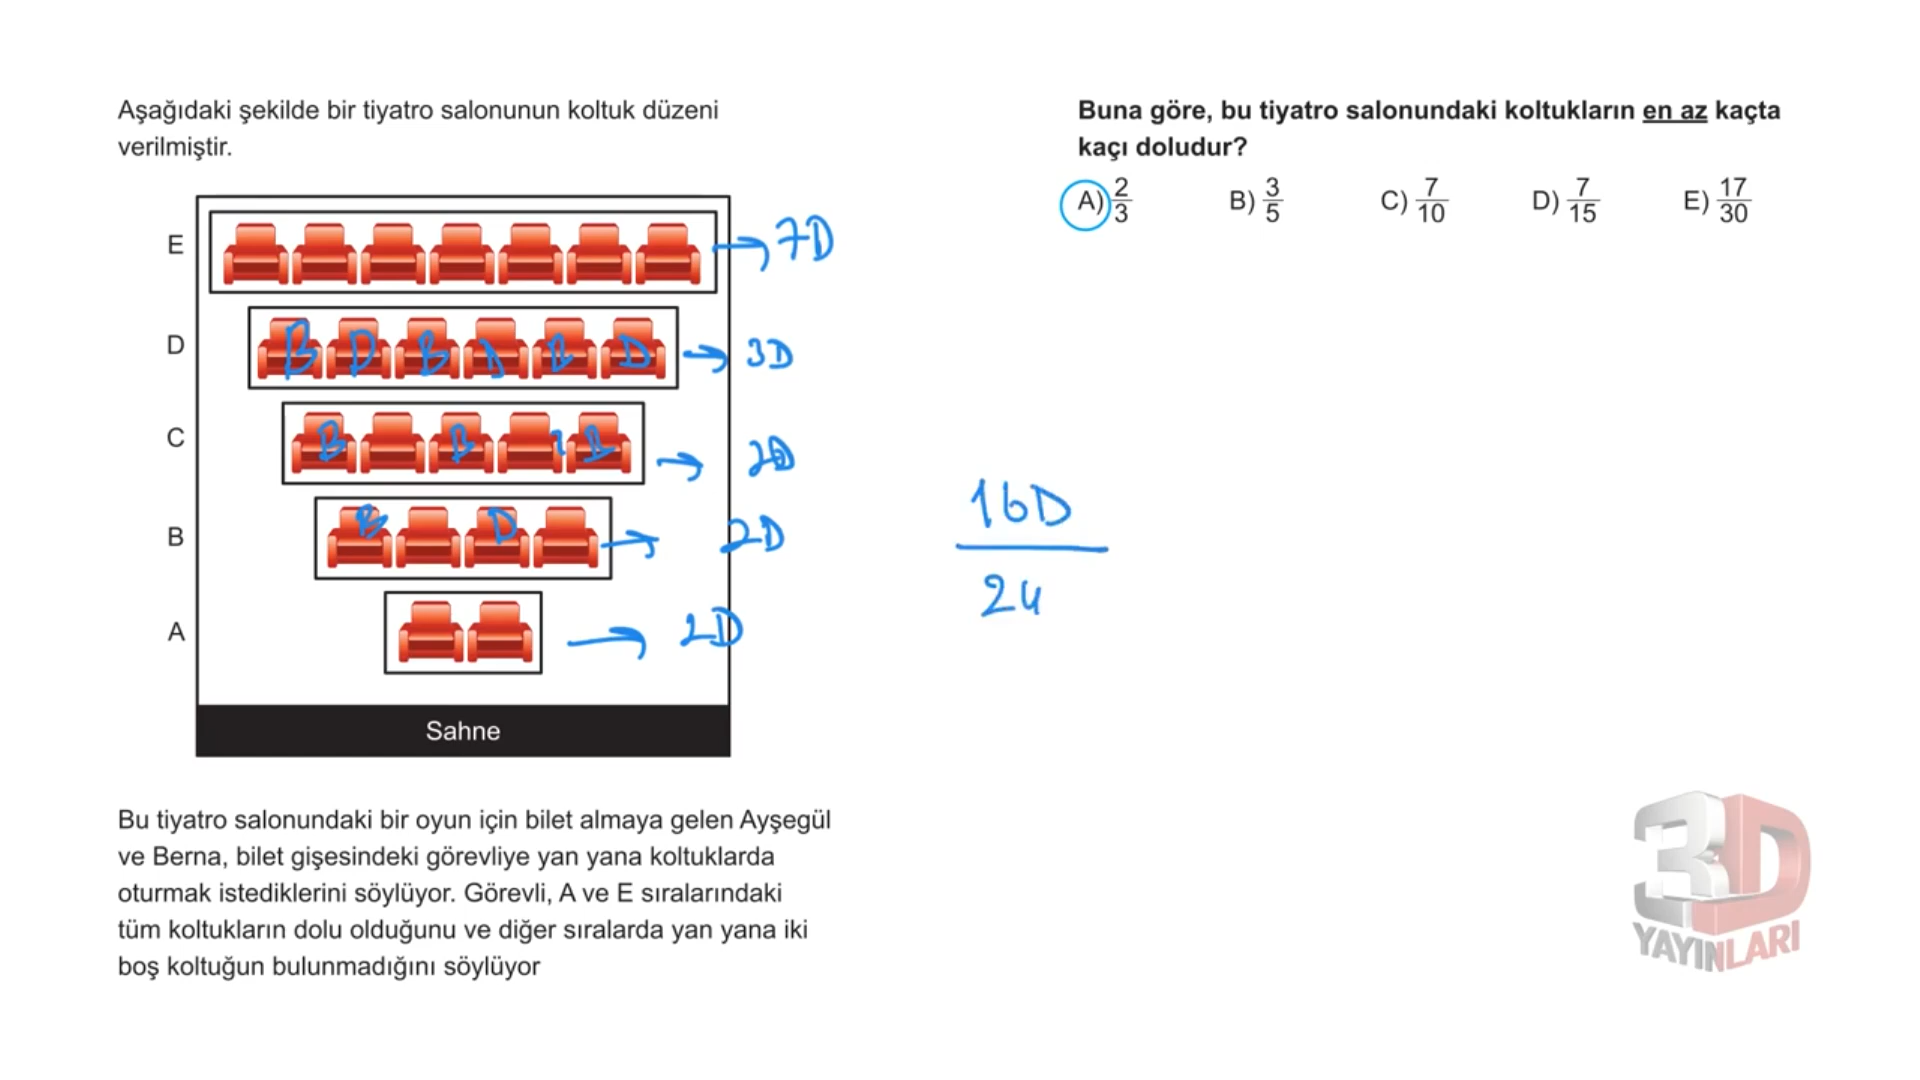 Aşağıdaki şekilde bir tiyatro salonunun koltuk düzeni
verilmiştir.
E
7D
D
B D B D B D
3D
C
B B B
2D
B
B D
2D
A
2D
Sahne
Bu tiyatro salonundaki bir oyun için bilet almaya gelen Ayşegül
ve Berna, bilet gişesindeki görevliye yan yana koltuklarda
oturmak istediklerini söylüyor. Görevli, A ve E sıralarındaki
tüm koltukların dolu olduğunu ve diğer sıralarda yan yana iki
boş koltuğun bulunmadığını söylüyor
Buna göre, bu tiyatro salonundaki koltukların en az kaçta
kaçı doludur?
A) 2/3 B) 3/5 C) 7/10 D) 7/15 E) 17/30
16D
24
3D
YAYINLARI